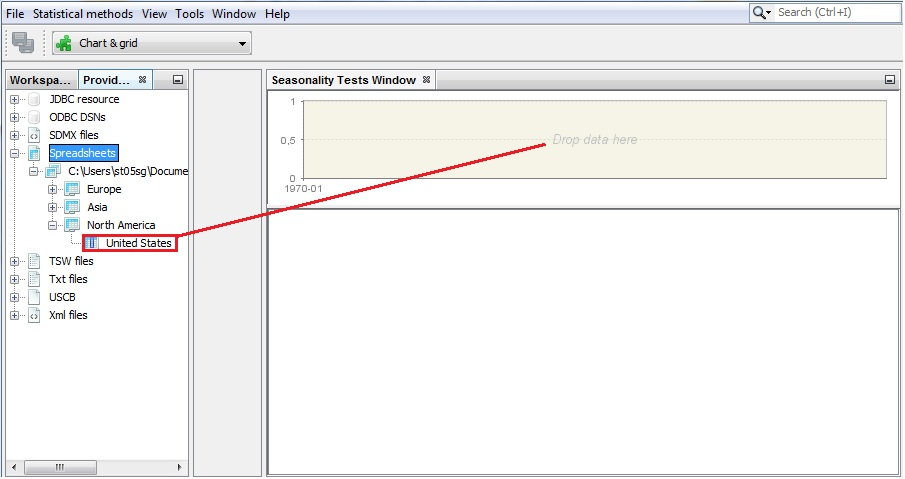 File Statistical methods View Tools Window Help Search (Ctrl+I)
Chart & grid
Workspa... Provid...
JDBC resource
ODBC DSNs
SDMX files
Spreadsheets
C:\Users\st05sg\Docume
Europe
Asia
North America
United States
TSW files
Txt files
USCB
Xml files
Seasonality Tests Window
1
0,5
0
1970-01
Drop data here